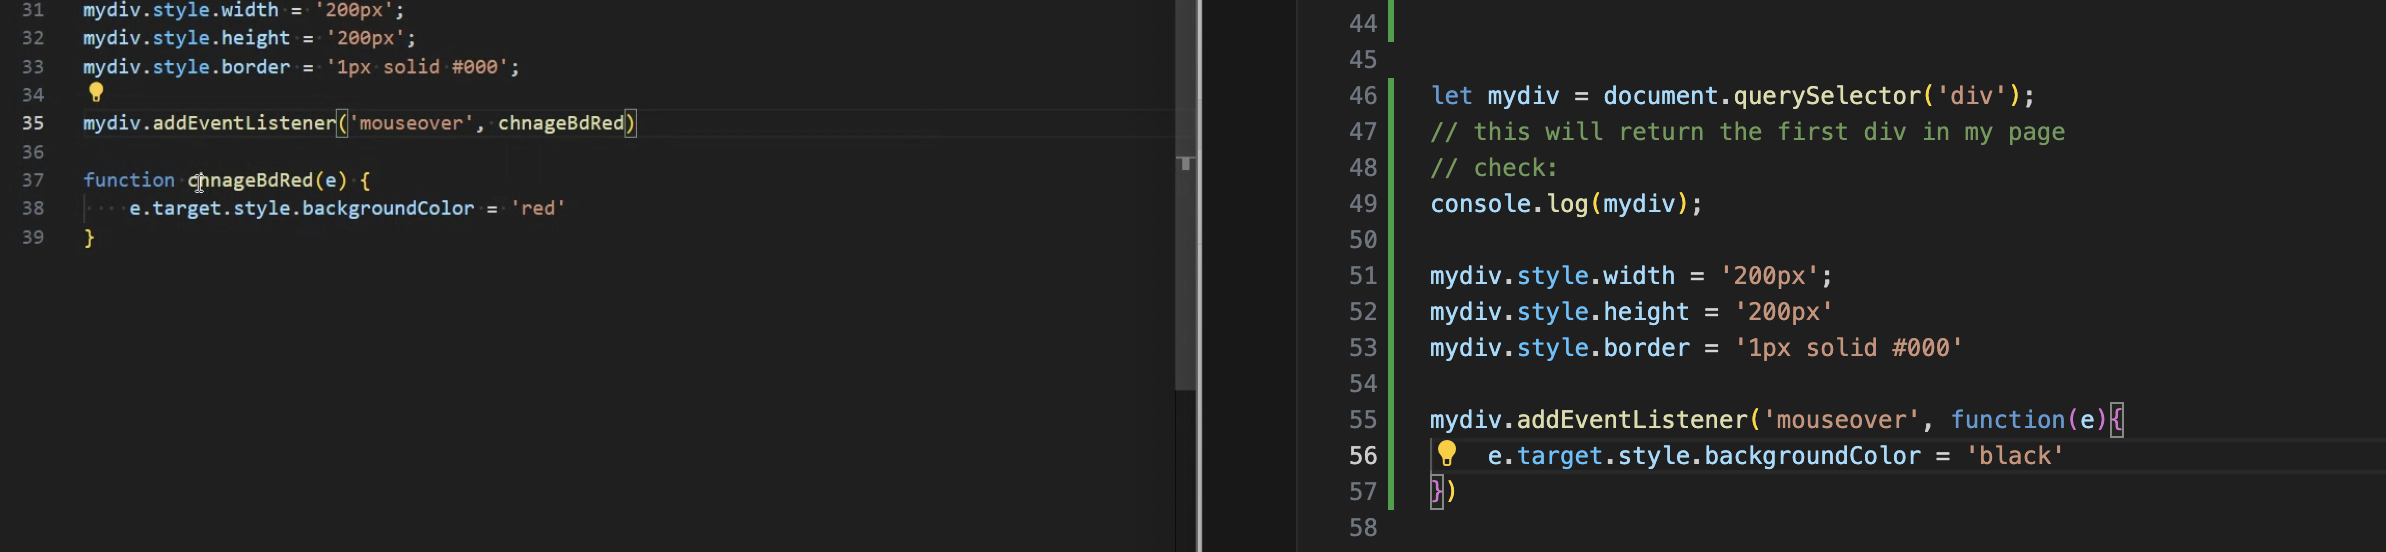 31 mydiv.style.width = '200px';
32 mydiv.style.height = '200px';
33 mydiv.style.border = '1px solid #000';
34
35 mydiv.addEventListener('mouseover', chnageBdRed)
36
37 function chnageBdRed(e) {
38 e.target.style.backgroundColor = 'red'
39 }
44
45
46 let mydiv = document.querySelector('div');
47 // this will return the first div in my page
48 // check:
49 console.log(mydiv);
50
51 mydiv.style.width = '200px';
52 mydiv.style.height = '200px'
53 mydiv.style.border = '1px solid #000'
54
55 mydiv.addEventListener('mouseover', function(e){
56 e.target.style.backgroundColor = 'black'
57 })
58